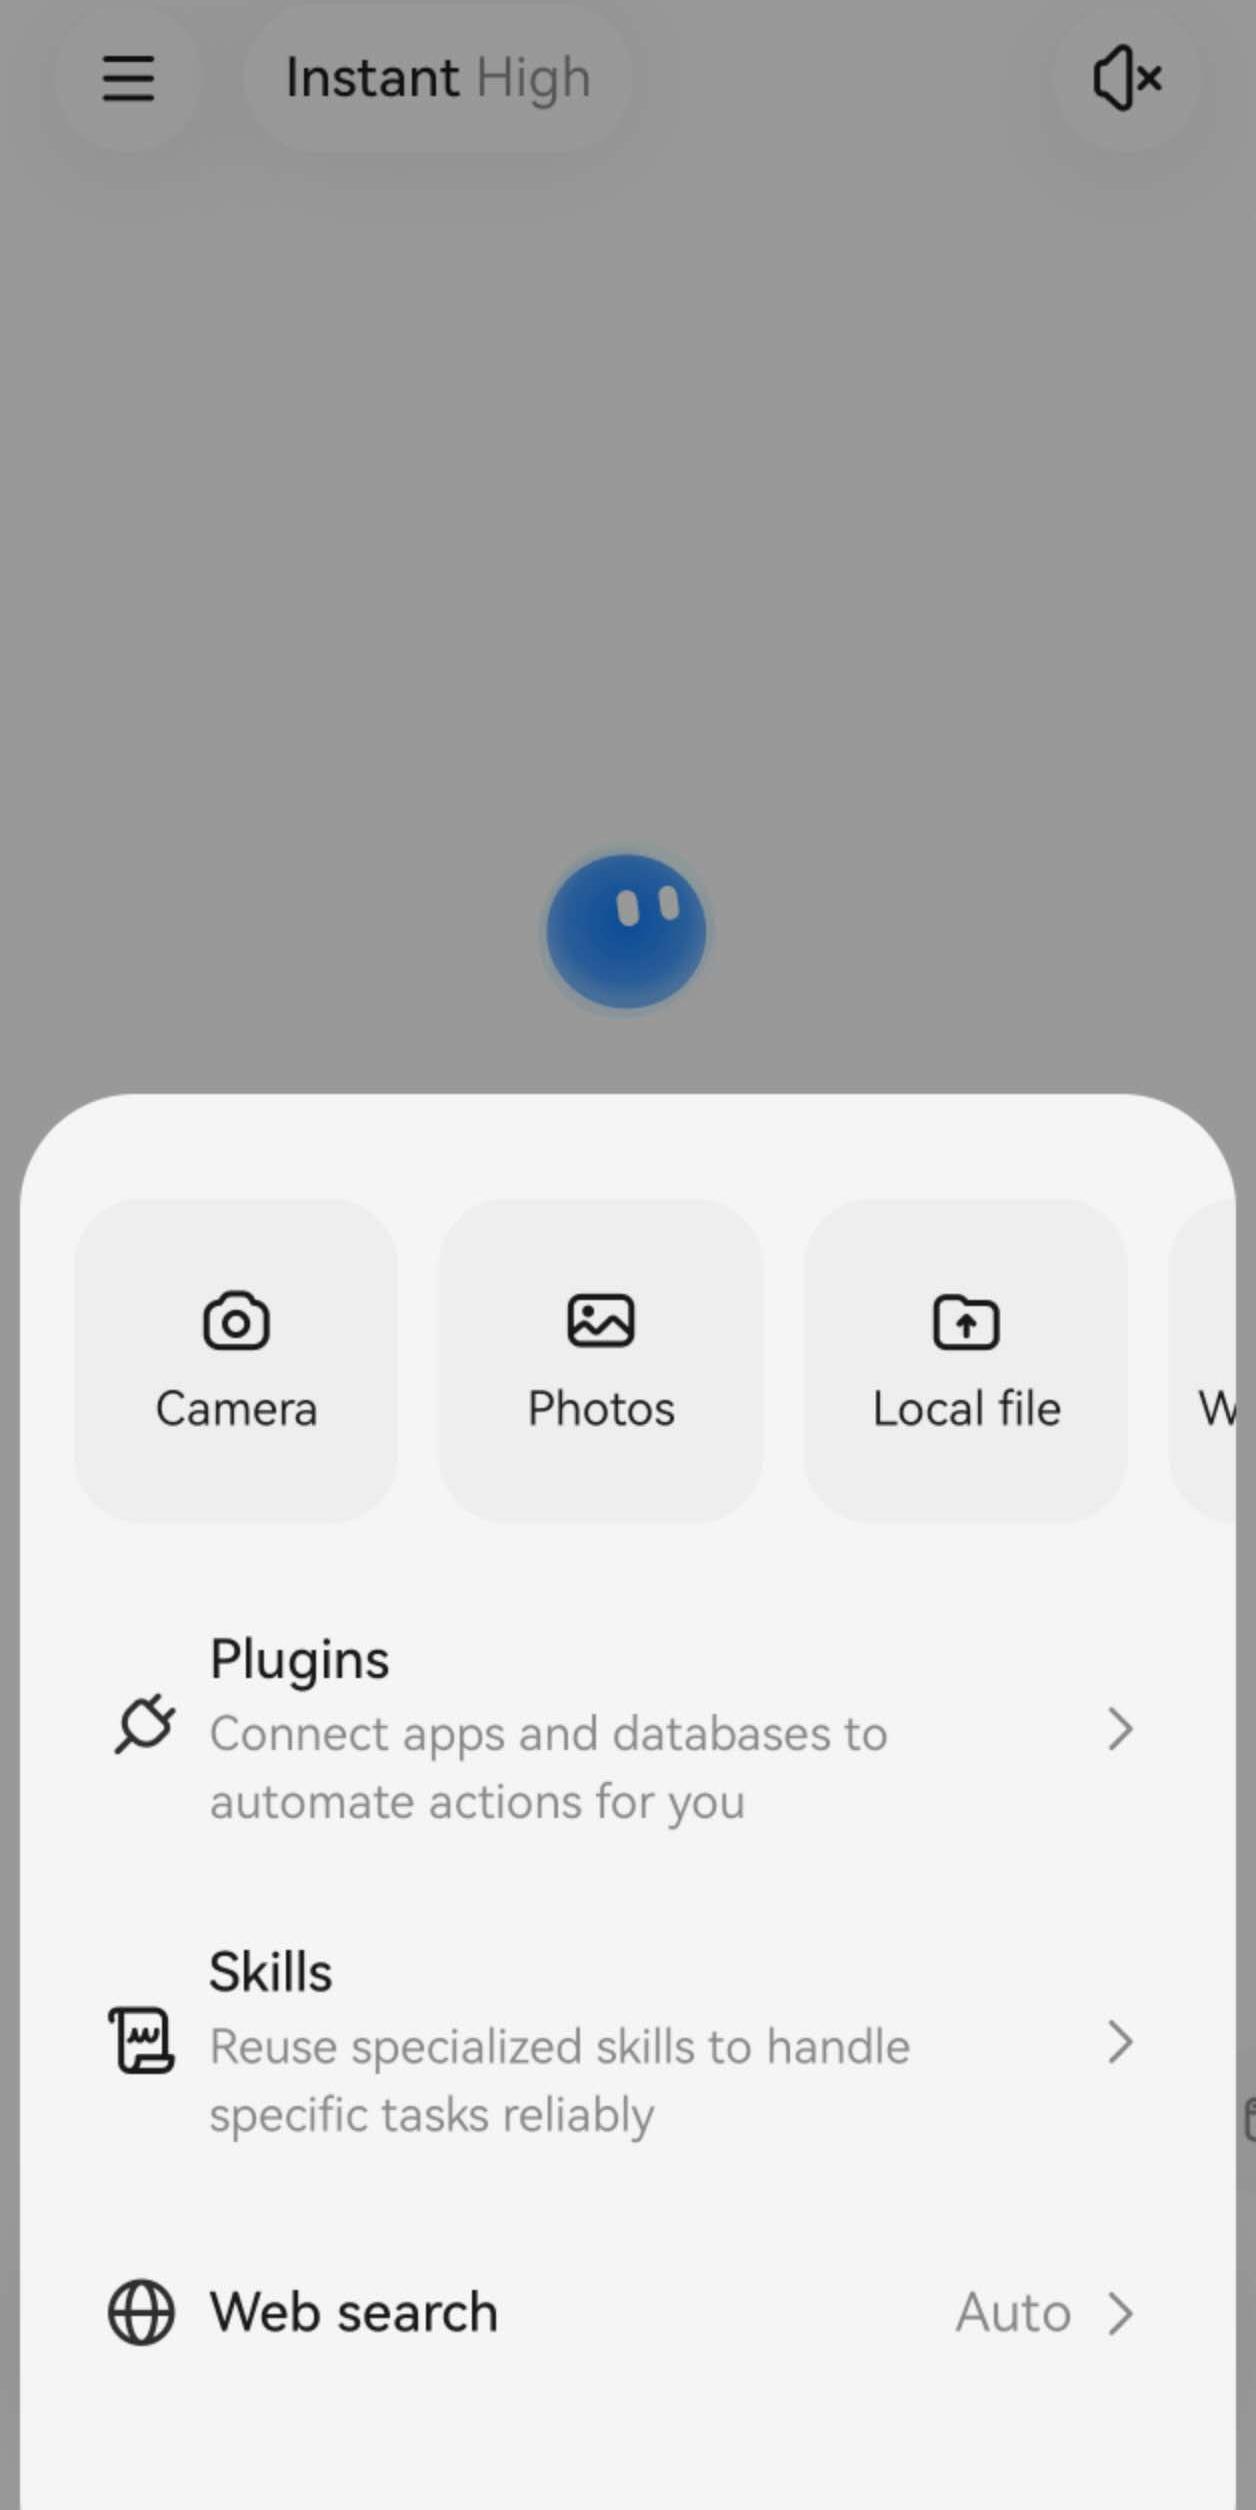 Instant High
Camera
Photos
Local file
W
Plugins
Connect apps and databases to
automate actions for you
Skills
Reuse specialized skills to handle
specific tasks reliably
Web search
Auto